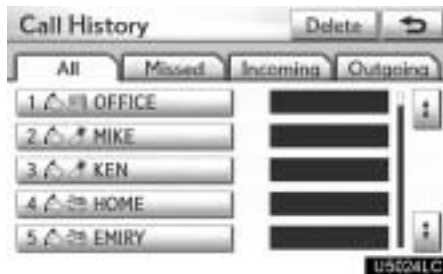 Call History Delete
All Missed Incoming Outgoing
1 OFFICE
2 MIKE
3 KEN
4 HOME
5 EMIRY
U5024LC